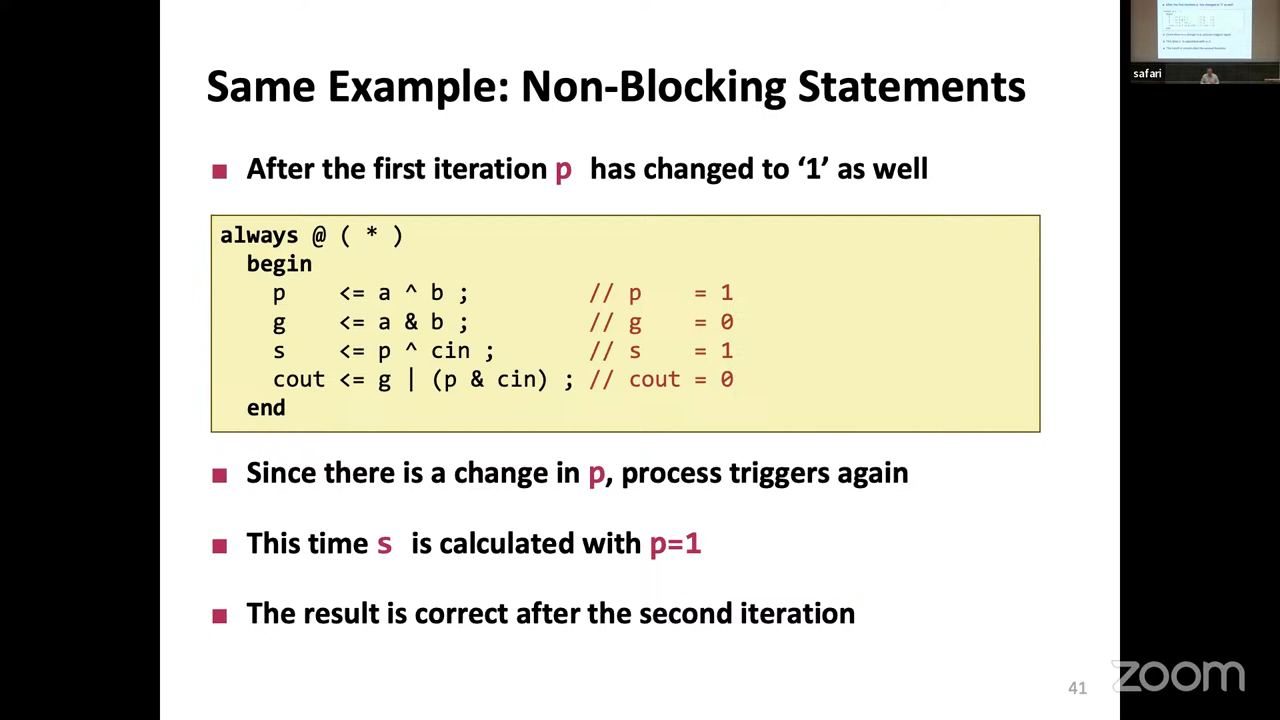 Same Example: Non-Blocking Statements
■ After the first iteration p has changed to ‘1’ as well
always @ ( * )
begin
p <= a ^ b ; // p = 1
g <= a & b ; // g = 0
s <= p ^ cin ; // s = 1
cout <= g | (p & cin) ; // cout = 0
end
■ Since there is a change in p, process triggers again
■ This time s is calculated with p=1
■ The result is correct after the second iteration
41
safari
zoom